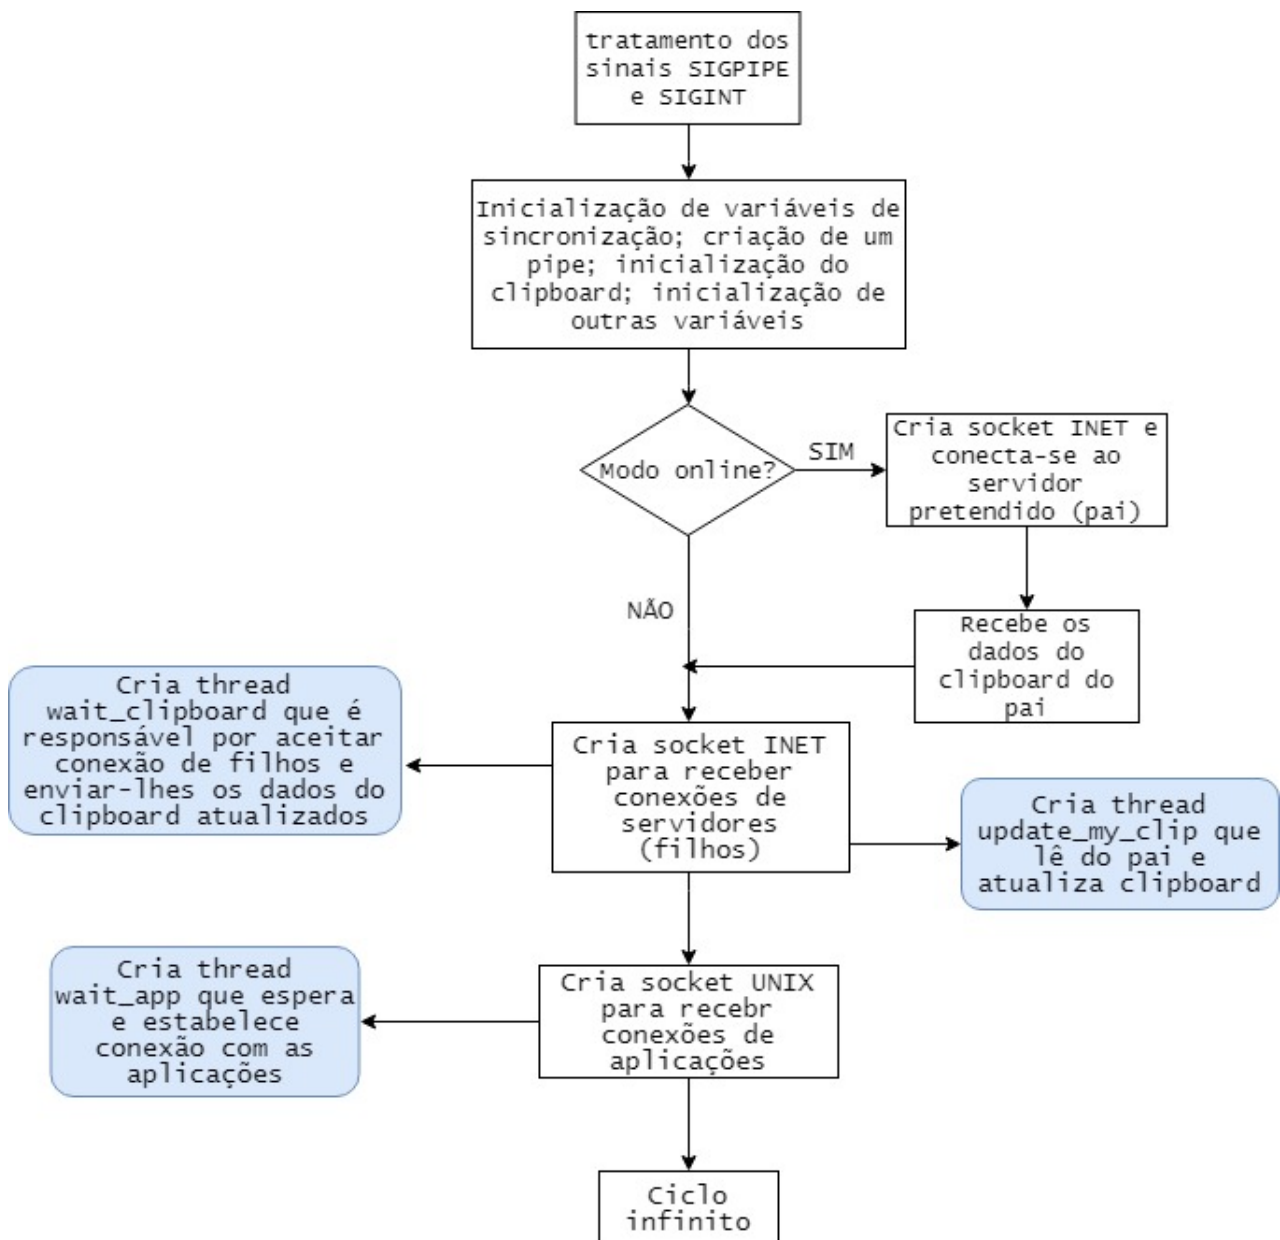 tratamento dos
sinais SIGPIPE
e SIGINT
Inicialização de variáveis de
sincronização; criação de um
pipe; inicialização do
clipboard; inicialização de
outras variáveis
Modo online?
SIM
Cria socket INET e
conecta-se ao
servidor
pretendido (pai)
NÃO
Recebe os
dados do
clipboard do
pai
Cria thread
wait_clipboard que é
responsável por aceitar
conexão de filhos e
enviar-lhes os dados do
clipboard atualizados
Cria socket INET
para receber
conexões de
servidores
(filhos)
Cria thread
update_my_clip que
lê do pai e
atualiza clipboard
Cria thread
wait_app que espera
e estabelece
conexão com as
aplicações
Cria socket UNIX
para recebr
conexões de
aplicações
Ciclo
infinito